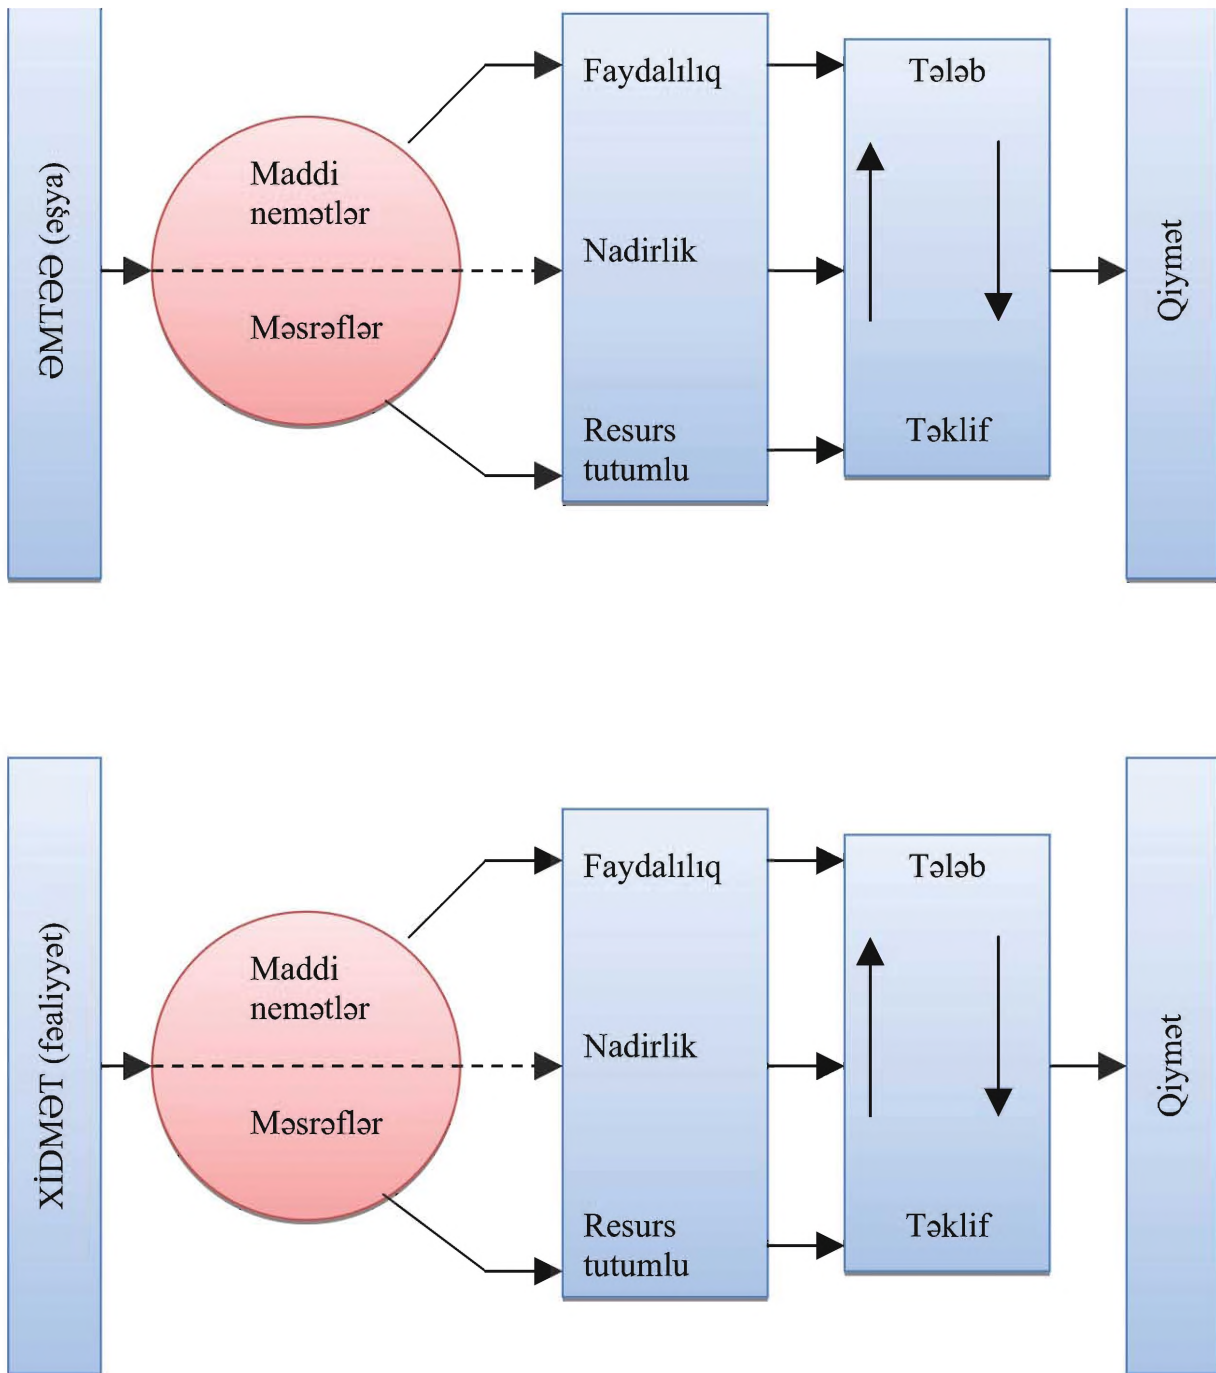 ƏMTƏƏ (əşya)
Maddi
nemətlər
Məsrəflər
Faydalılıq
Nadirlik
Resurs
tutumlu
Tələb
Təklif
Qiymət
XİDMƏT (fəaliyyət)
Maddi
nemətlər
Məsrəflər
Faydalılıq
Nadirlik
Resurs
tutumlu
Tələb
Təklif
Qiymət